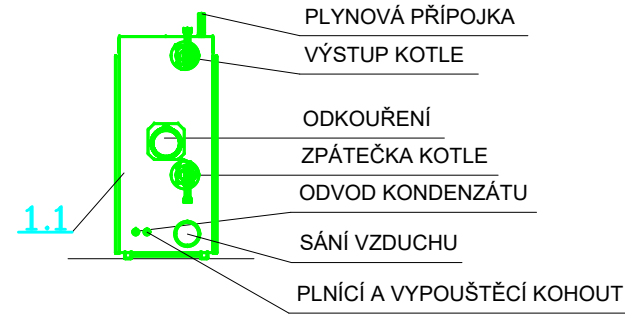 PLYNOVÁ PŘÍPOJKA
VÝSTUP KOTLE
ODKOUŘENÍ
ZPÁTEČKA KOTLE
ODVOD KONDENZÁTU
1.1
SÁNÍ VZDUCHU
PLNÍCÍ A VYPOUŠTĚCÍ KOHOUT